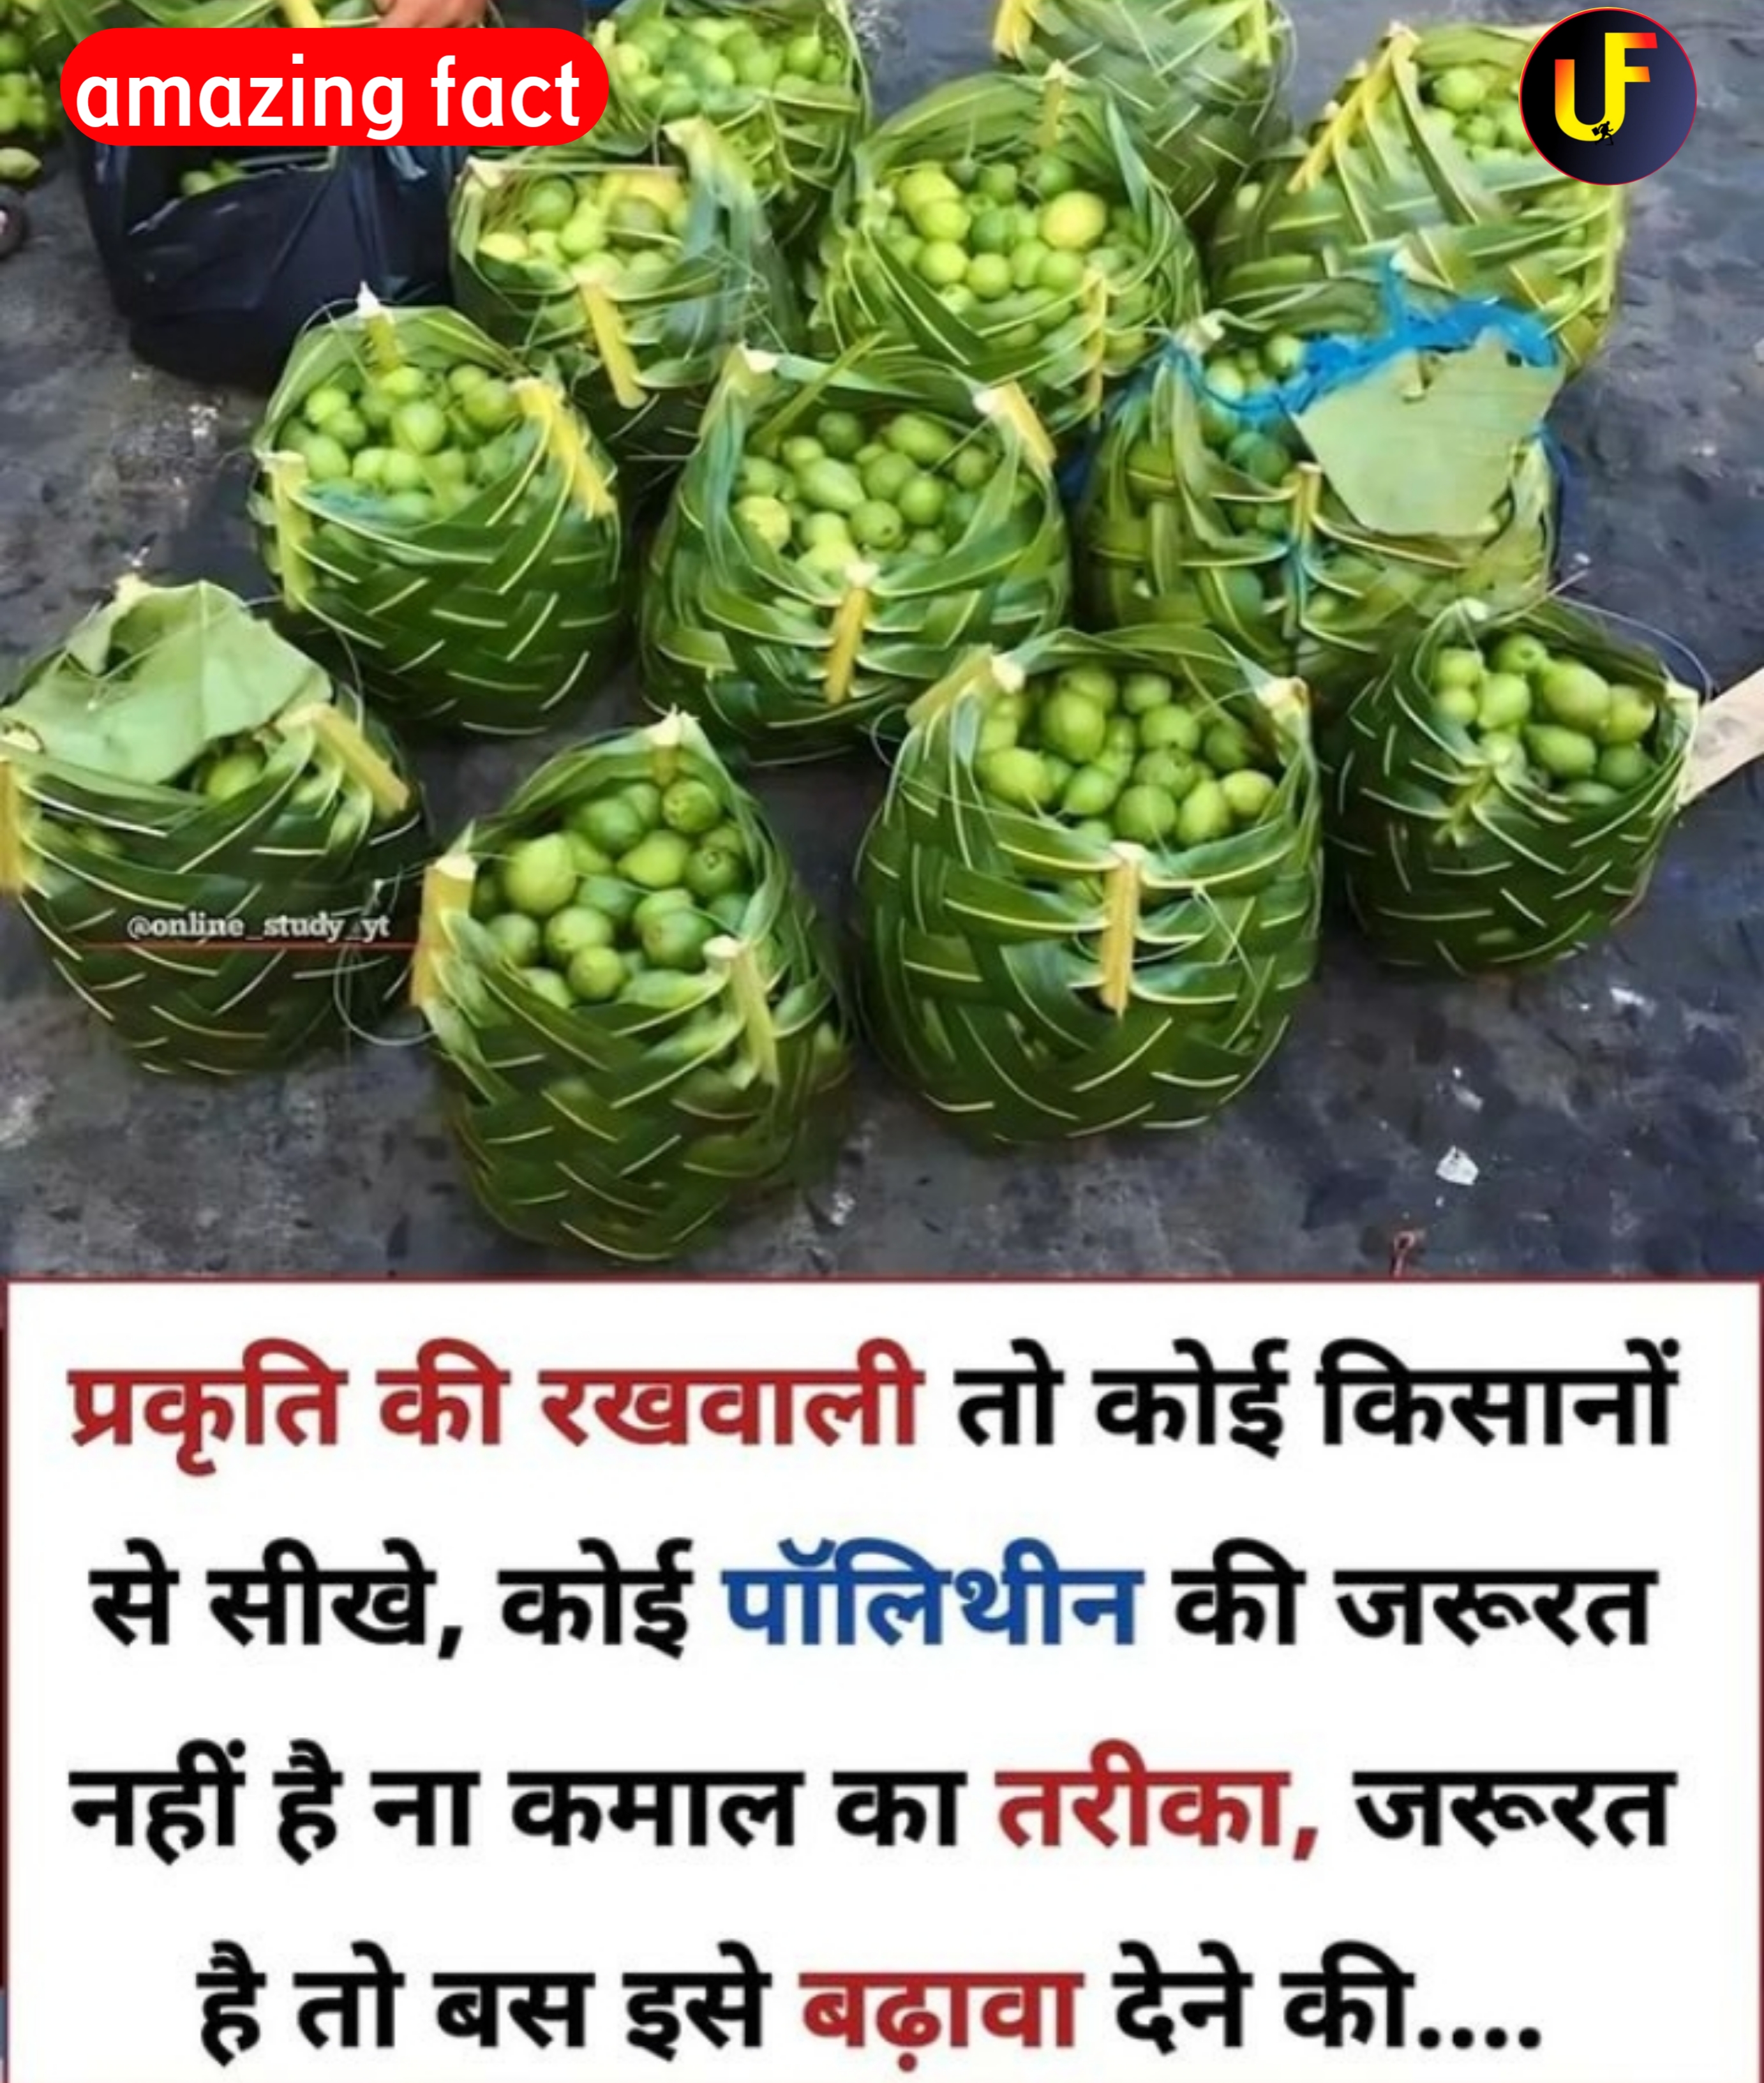 amazing fact
UF
@online_study_yt
प्रकृति की रखवाली तो कोई किसानों
से सीखे, कोई पॉलिथीन की जरूरत
नहीं है ना कमाल का तरीका, जरूरत
है तो बस इसे बढ़ावा देने की....